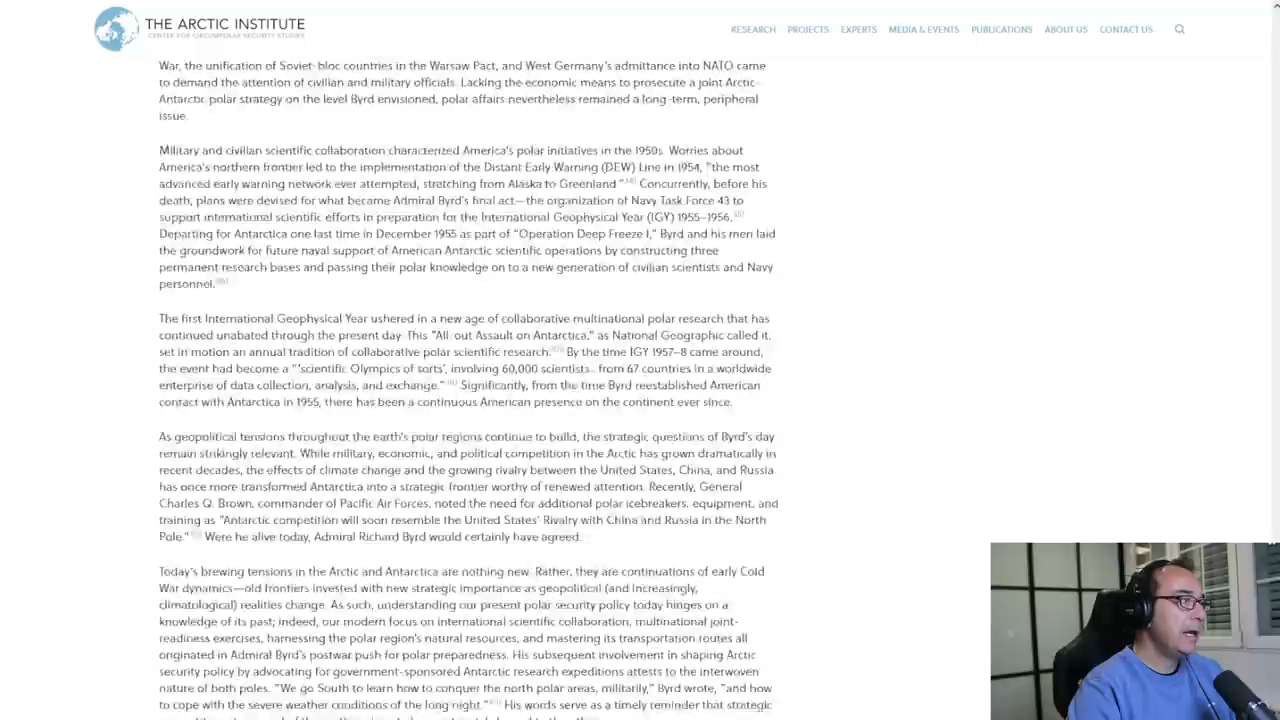 THE ARCTIC INSTITUTE
CENTER FOR CIRCUMPOLAR SECURITY STUDIES
RESEARCH PROJECTS EXPERTS MEDIA & EVENTS PUBLICATIONS ABOUT US CONTACT US
War, the unification of Soviet-bloc countries in the Warsaw Pact, and West Germany's admittance into NATO came
to demand the attention of civilian and military officials. Lacking the economic means to prosecute a joint Arctic-
Antarctic polar strategy on the level Byrd envisioned, polar affairs nevertheless remained a long-term, peripheral
issue.
Military and civilian scientific collaboration characterized America's polar initiatives in the 1950s. Worries about
America's northern frontier led to the implementation of the Distant Early Warning (DEW) Line in 1954, "the most
advanced early warning network ever attempted, stretching from Alaska to Greenland." Concurrently, before his
death, plans were devised for what became Admiral Byrd's final act—the organization of Navy Task Force 43 to
support international scientific efforts in preparation for the International Geophysical Year (IGY) 1955–1956.
Departing for Antarctica one last time in December 1955 as part of "Operation Deep Freeze I," Byrd and his men laid
the groundwork for future naval support of American Antarctic scientific operations by constructing three
permanent research bases and passing their polar knowledge on to a new generation of civilian scientists and Navy
personnel.
The first International Geophysical Year ushered in a new age of collaborative multinational polar research that has
continued unabated through the present day. This "All-out Assault on Antarctica," as National Geographic called it,
set in motion an annual tradition of collaborative polar scientific research. By the time IGY 1957–8 came around,
the event had become a "'scientific Olympics of sorts', involving 60,000 scientists… from 67 countries in a worldwide
enterprise of data collection, analysis, and exchange." Significantly, from the time Byrd reestablished American
contact with Antarctica in 1955, there has been a continuous American presence on the continent ever since.
As geopolitical tensions throughout the earth's polar regions continue to build, the strategic questions of Byrd's day
remain strikingly relevant. While military, economic, and political competition in the Arctic has grown dramatically in
recent decades, the effects of climate change and the growing rivalry between the United States, China, and Russia
has once more transformed Antarctica into a strategic frontier worthy of renewed attention. Recently, General
Charles Q. Brown, commander of Pacific Air Forces, noted the need for additional polar icebreakers, equipment, and
training as "Antarctic competition will soon resemble the United States' Rivalry with China and Russia in the North
Pole." Were he alive today, Admiral Richard Byrd would certainly have agreed.
Today's brewing tensions in the Arctic and Antarctica are nothing new. Rather, they are continuations of early Cold
War dynamics—old frontiers invested with new strategic importance as geopolitical (and increasingly,
climatological) realities change. As such, understanding our present polar security policy today hinges on a
knowledge of its past; indeed, our modern focus on international scientific collaboration, multinational joint-
readiness exercises, harnessing the polar region's natural resources, and mastering its transportation routes all
originated in Admiral Byrd's postwar push for polar preparedness. His subsequent involvement in shaping Arctic
security policy by advocating for government-sponsored Antarctic research expeditions attests to the interwoven
nature of both poles. "We go South to learn how to conquer the north polar areas, militarily," Byrd wrote, "and how
to cope with the severe weather conditions of the long night." His words serve as a timely reminder that strategic